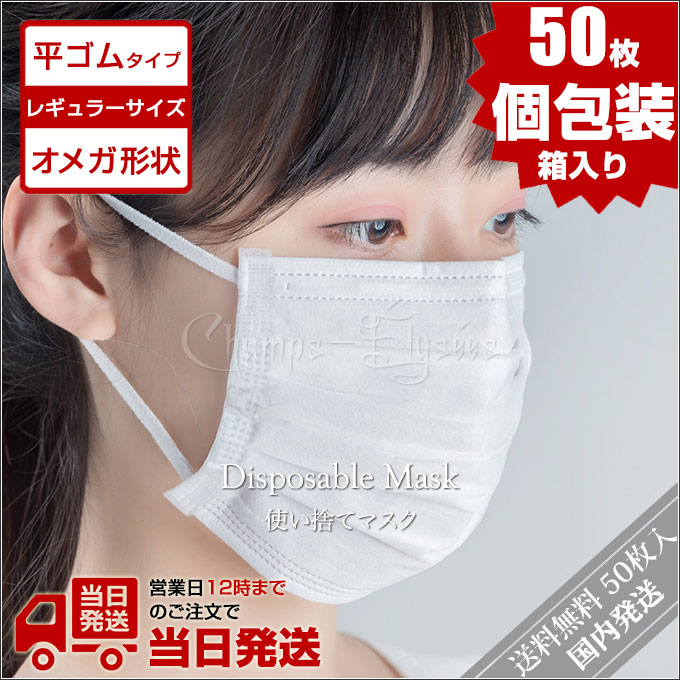 平ゴムタイプ
レギュラーサイズ
オメガ形状
50枚
個包装
箱入り
Champs-Elysées
Disposable Mask
使い捨てマスク
当日
発送
営業日12時まで
のご注文で
当日発送
送料無料 50枚入
国内発送